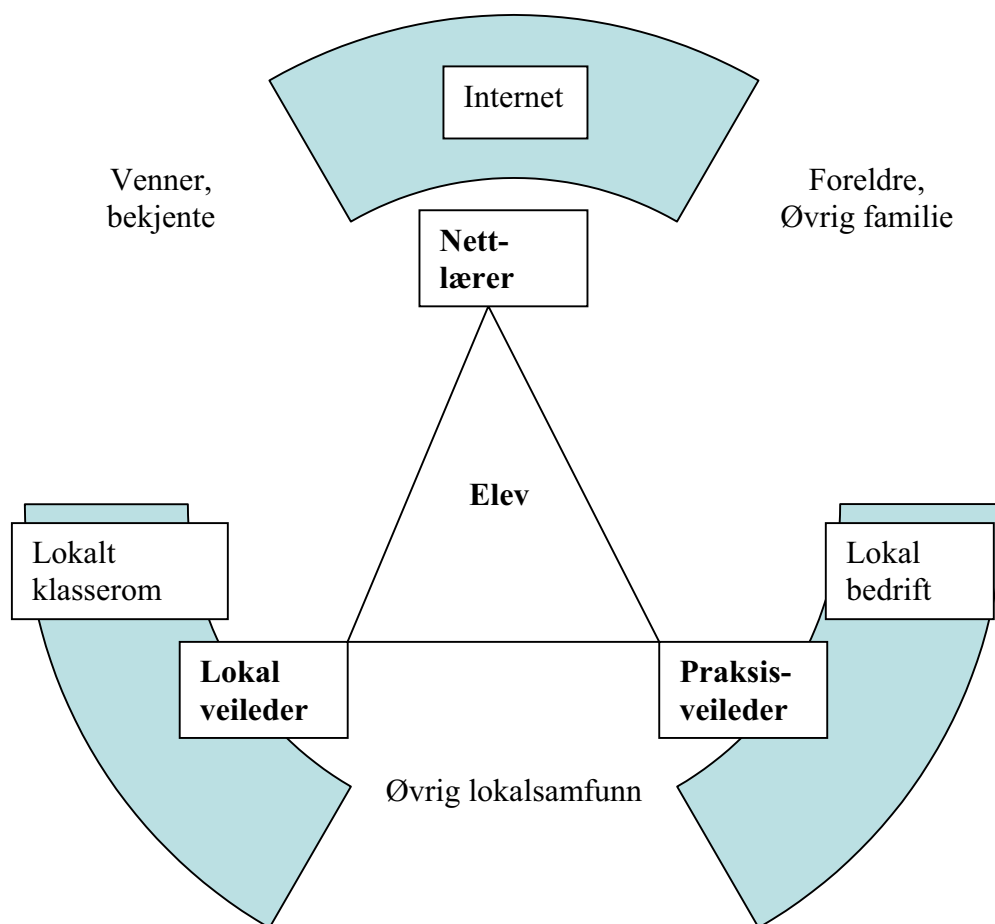 Internet
Venner,
bekjente
Foreldre,
Øvrig familie
Nett-
lærer
Elev
Lokalt
klasserom
Lokal
bedrift
Lokal
veileder
Praksis-
veileder
Øvrig lokalsamfunn